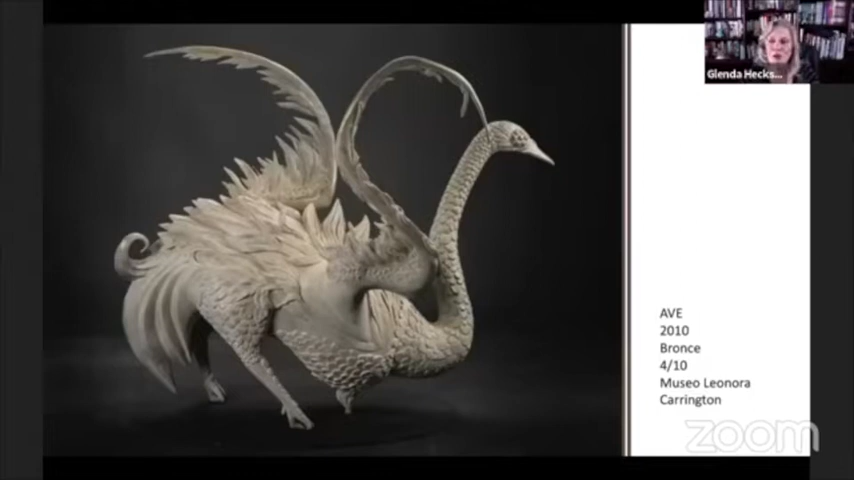 Glenda Hecks...
AVE
2010
Bronce
4/10
Museo Leonora
Carrington
zoom